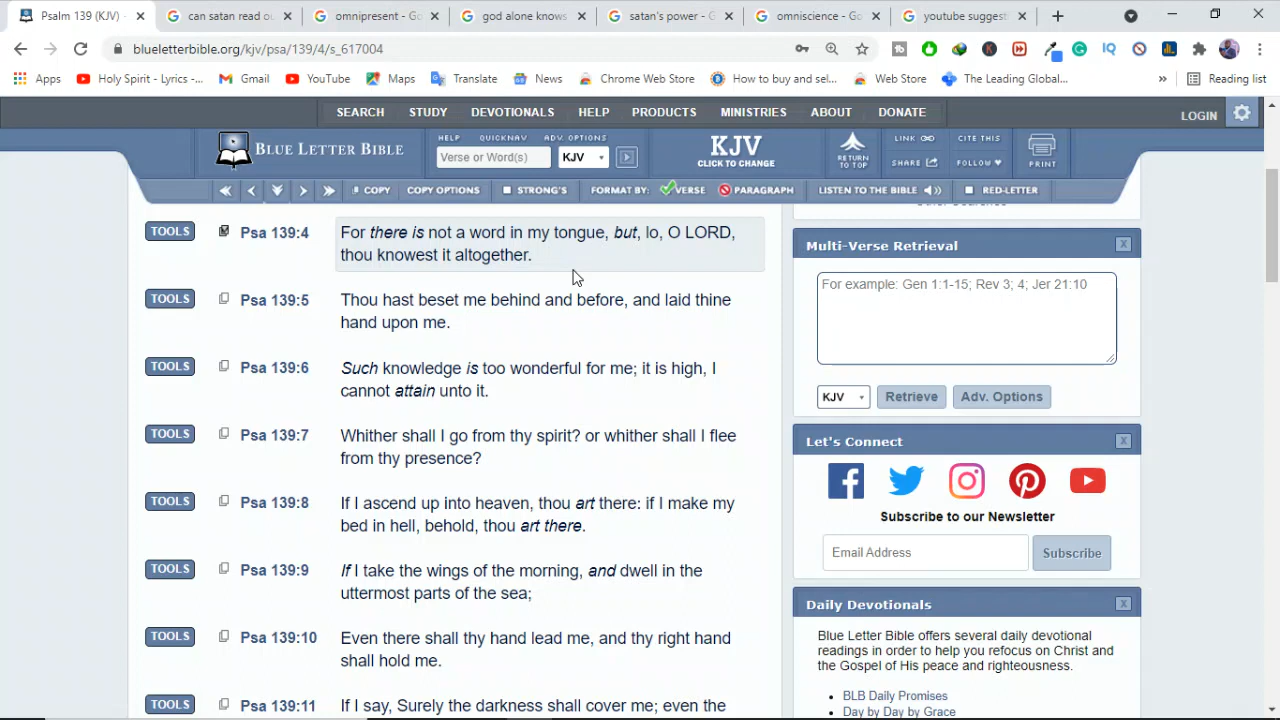 Psalm 139 (KJV) -
can satan read ou
omnipresent - Go
god alone knows
satan's power - G
omniscience - Go
youtube suggest
blueletterbible.org/kjv/psa/139/4/s_617004
Apps
Holy Spirit - Lyrics -...
Gmail
YouTube
Maps
Translate
News
Chrome Web Store
How to buy and sel...
Web Store
The Leading Global...
»
Reading list
SEARCH STUDY DEVOTIONALS HELP PRODUCTS MINISTRIES ABOUT DONATE
LOGIN
BLUE LETTER BIBLE
HELP QUICKNAV ADV. OPTIONS
Verse or Word(s)
KJV
KJV
CLICK TO CHANGE
RETURN
TO TOP
LINK
CITE THIS
SHARE
FOLLOW
PRINT
COPY COPY OPTIONS STRONG'S FORMAT BY: VERSE PARAGRAPH LISTEN TO THE BIBLE RED-LETTER
TOOLS Psa 139:4 For there is not a word in my tongue, but, lo, O LORD,
thou knowest it altogether.
TOOLS Psa 139:5 Thou hast beset me behind and before, and laid thine
hand upon me.
TOOLS Psa 139:6 Such knowledge is too wonderful for me; it is high, I
cannot attain unto it.
TOOLS Psa 139:7 Whither shall I go from thy spirit? or whither shall I flee
from thy presence?
TOOLS Psa 139:8 If I ascend up into heaven, thou art there: if I make my
bed in hell, behold, thou art there.
TOOLS Psa 139:9 If I take the wings of the morning, and dwell in the
uttermost parts of the sea;
TOOLS Psa 139:10 Even there shall thy hand lead me, and thy right hand
shall hold me.
TOOLS Psa 139:11 If I say, Surely the darkness shall cover me; even the
Multi-Verse Retrieval
X
For example: Gen 1:1-15; Rev 3; 4; Jer 21:10
KJV
Retrieve
Adv. Options
Let's Connect
X
Subscribe to our Newsletter
Email Address
Subscribe
Daily Devotionals
X
Blue Letter Bible offers several daily devotional
readings in order to help you refocus on Christ and
the Gospel of His peace and righteousness.
BLB Daily Promises
Day by Day by Grace